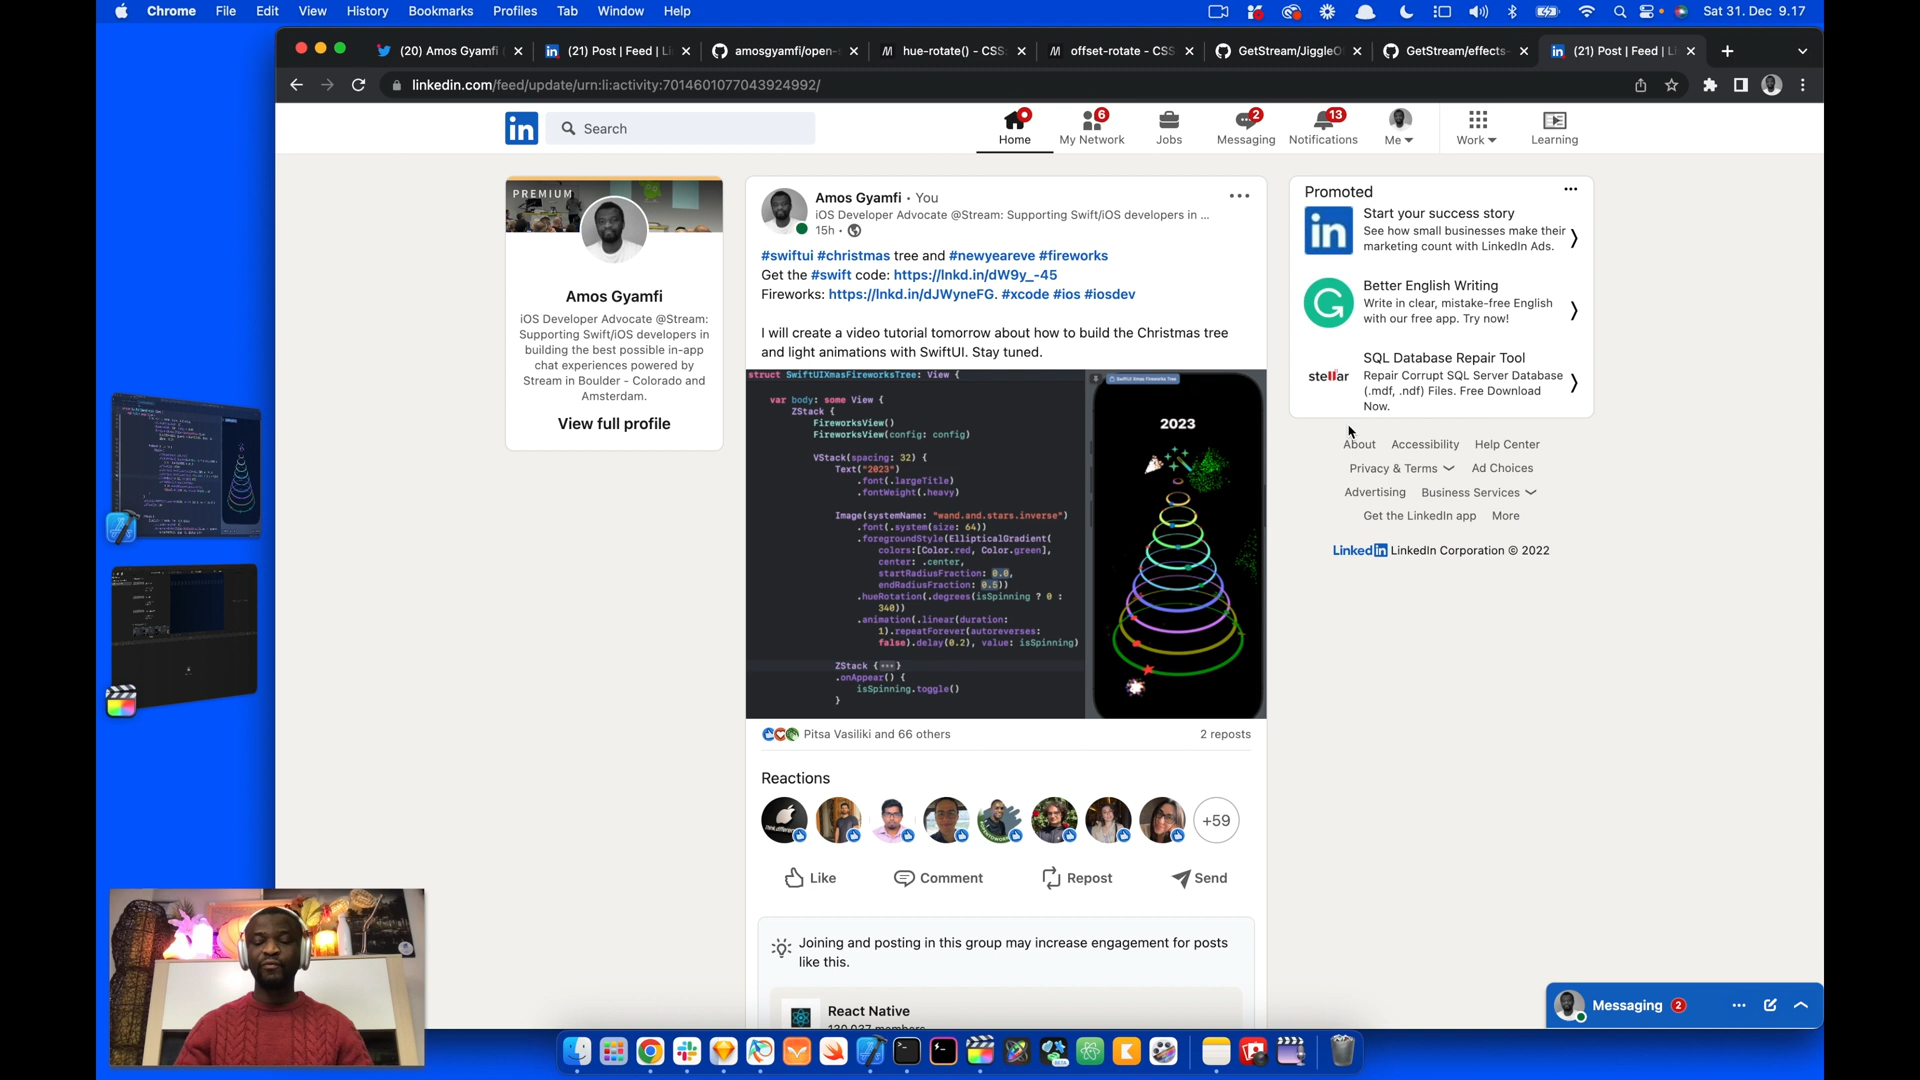 Chrome File Edit View History Bookmarks Profiles Tab Window Help
Sat 31. Dec 9.17
(20) Amos Gyamfi
(21) Post | Feed | Li
amosgyamfi/open-
hue-rotate() - CSS:
offset-rotate - CSS
GetStream/JiggleO
GetStream/effects-
(21) Post | Feed | Li
linkedin.com/feed/update/urn:li:activity:7014601077043924992/
in
Search
Home
6
My Network
Jobs
2
Messaging
13
Notifications
Me
Work
Learning
PREMIUM
Amos Gyamfi
iOS Developer Advocate @Stream:
Supporting Swift/iOS developers in
building the best possible in-app
chat experiences powered by
Stream in Boulder - Colorado and
Amsterdam.
View full profile
Amos Gyamfi • You
iOS Developer Advocate @Stream: Supporting Swift/iOS developers in ...
15h •
#swiftui #christmas tree and #newyeareve #fireworks
Get the #swift code: https://lnkd.in/dW9y_-45
Fireworks: https://lnkd.in/dJWyneFG. #xcode #ios #iosdev
I will create a video tutorial tomorrow about how to build the Christmas tree
and light animations with SwiftUI. Stay tuned.
struct SwiftUIXmasFireworksTree: View {
var body: some View {
ZStack {
FireworksView()
FireworksView(config: config)
VStack(spacing: 32) {
Text("2023")
.font(.largeTitle)
.fontWeight(.heavy)
Image(systemName: "wand.and.stars.inverse")
.font(.system(size: 64))
.foregroundStyle(EllipticalGradient(
colors:[Color.red, Color.green],
center: .center,
startRadiusFraction: 0.0,
endRadiusFraction: 0.5))
.hueRotation(.degrees(isSpinning ? 0 :
340))
.animation(.linear(duration:
1).repeatForever(autoreverses:
false).delay(0.2), value: isSpinning)
ZStack {•••}
.onAppear() {
isSpinning.toggle()
}
SwiftUI Xmas Fireworks Tree
2023
Pitsa Vasiliki and 66 others
2 reposts
Reactions
+59
Like
Comment
Repost
Send
Joining and posting in this group may increase engagement for posts
like this.
React Native
130,037 members
Promoted
in
Start your success story
See how small businesses make their
marketing count with LinkedIn Ads.
G
Better English Writing
Write in clear, mistake-free English
with our free app. Try now!
stellar
SQL Database Repair Tool
Repair Corrupt SQL Server Database
(.mdf, .ndf) Files. Free Download
Now.
About Accessibility Help Center
Privacy & Terms Ad Choices
Advertising Business Services
Get the LinkedIn app More
LinkedIn LinkedIn Corporation © 2022
Messaging 2